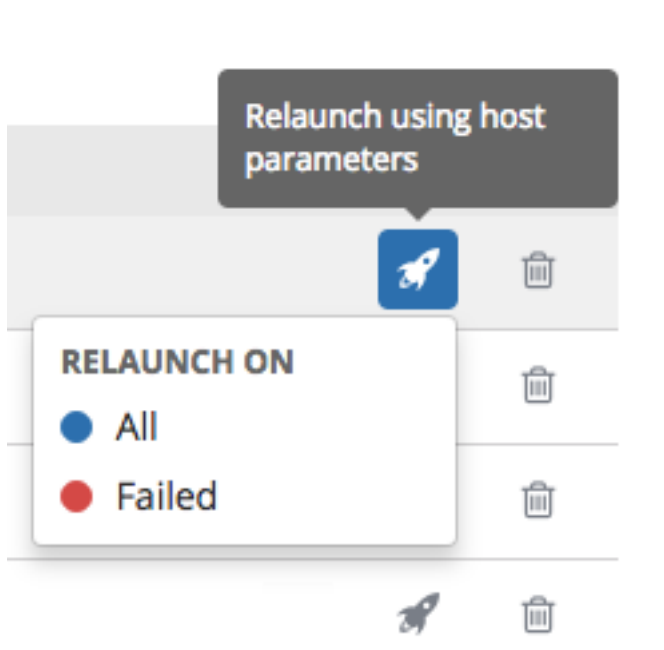 Relaunch using host
parameters
RELAUNCH ON
All
Failed